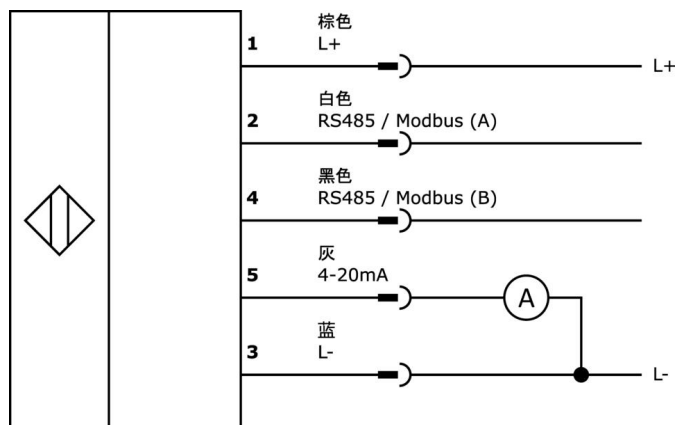 棕色
1 L+
L+
白色
2 RS485 / Modbus (A)
黑色
4 RS485 / Modbus (B)
灰
5 4-20mA
A
蓝
3 L-
L-